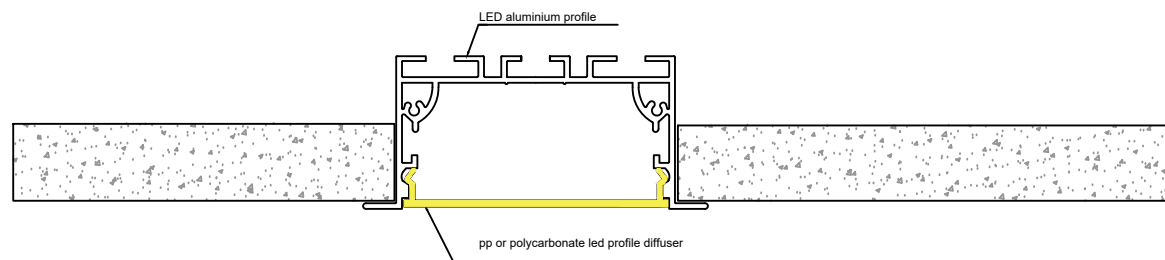 LED aluminium profile
pp or polycarbonate led profile diffuser